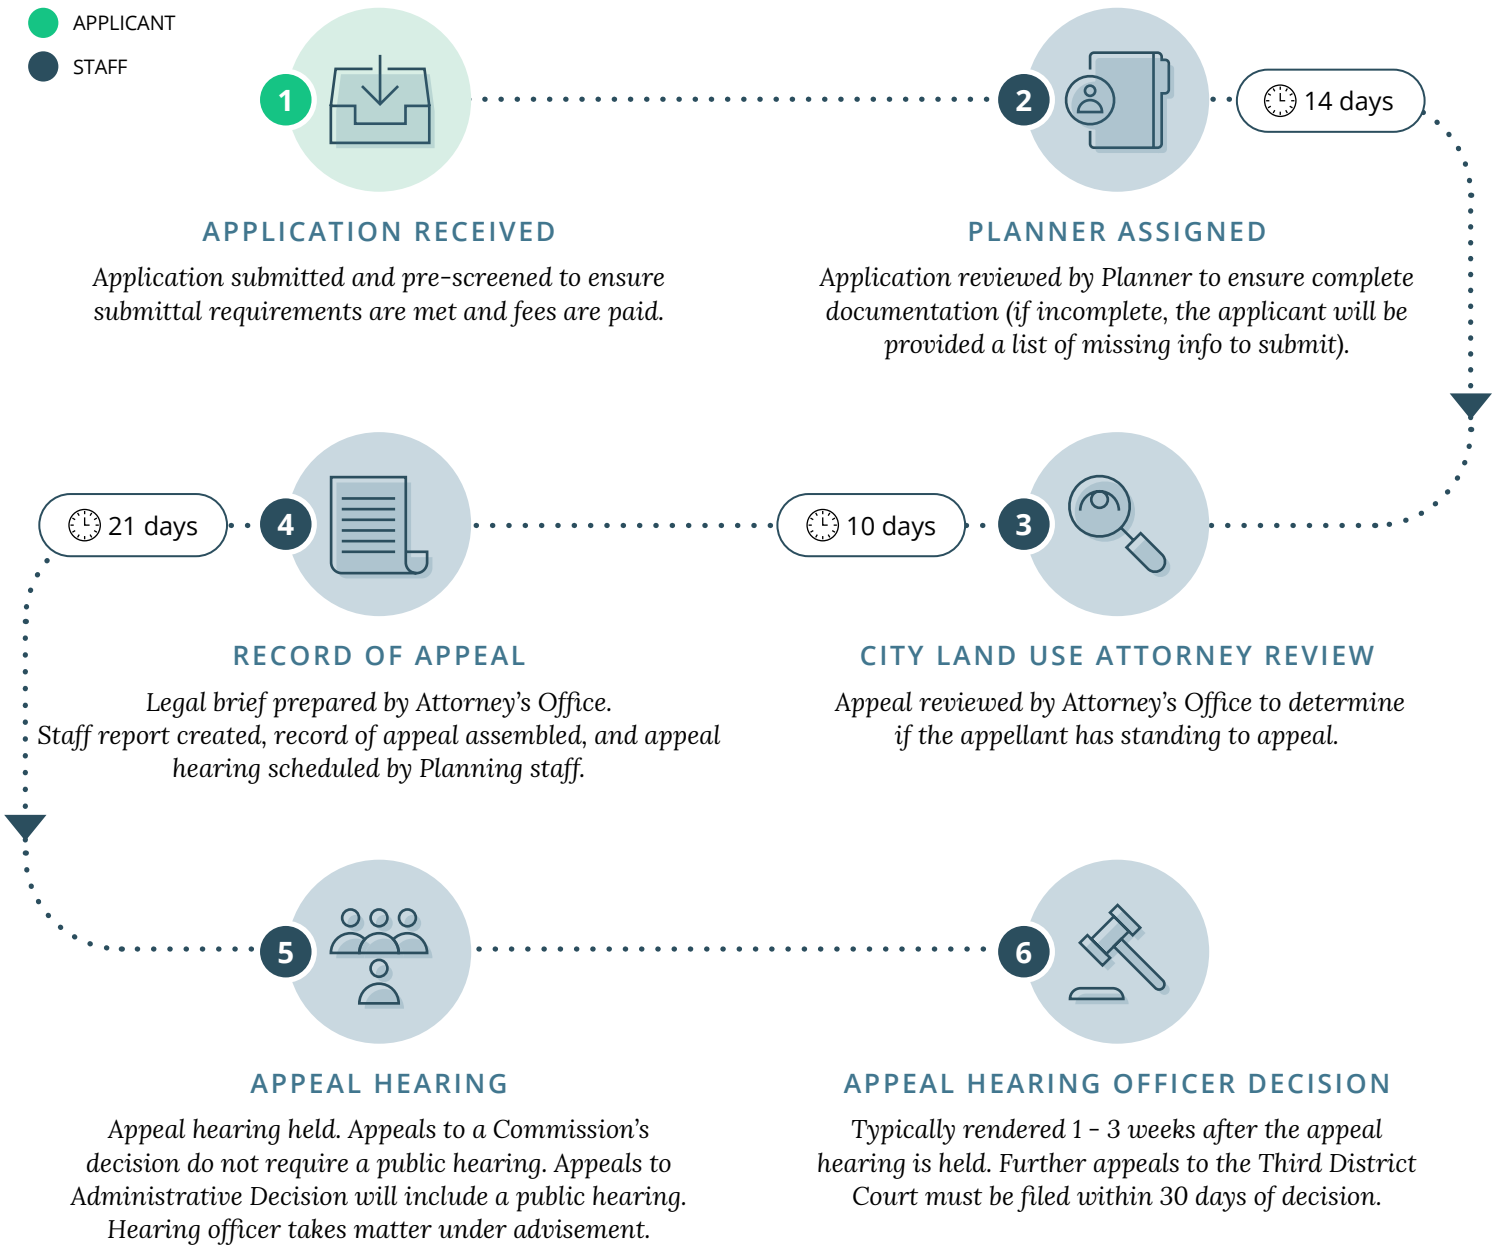 APPLICANT
STAFF
1
2
14 days
APPLICATION RECEIVED
Application submitted and pre-screened to ensure
submittal requirements are met and fees are paid.
PLANNER ASSIGNED
Application reviewed by Planner to ensure complete
documentation (if incomplete, the applicant will be
provided a list of missing info to submit).
3
10 days
4
21 days
CITY LAND USE ATTORNEY REVIEW
Appeal reviewed by Attorney’s Office to determine
if the appellant has standing to appeal.
RECORD OF APPEAL
Legal brief prepared by Attorney’s Office.
Staff report created, record of appeal assembled, and appeal
hearing scheduled by Planning staff.
5
6
APPEAL HEARING
Appeal hearing held. Appeals to a Commission’s
decision do not require a public hearing. Appeals to
Administrative Decision will include a public hearing.
Hearing officer takes matter under advisement.
APPEAL HEARING OFFICER DECISION
Typically rendered 1 - 3 weeks after the appeal
hearing is held. Further appeals to the Third District
Court must be filed within 30 days of decision.